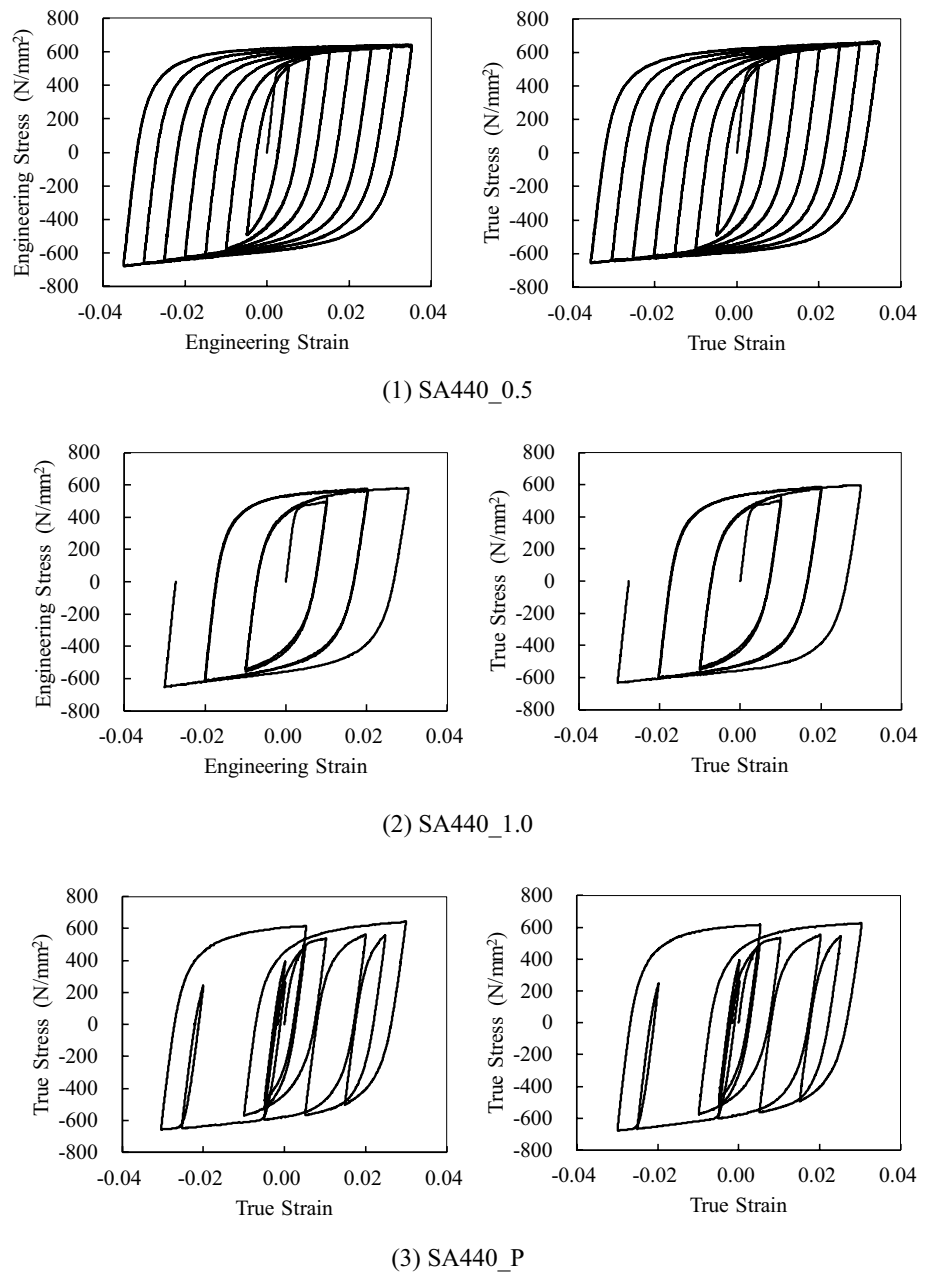 800
600
400
200
0
-200
-400
-600
-800
-0.04 -0.02 0.00 0.02 0.04
Engineering Stress (N/mm²)
Engineering Strain
800
600
400
200
0
-200
-400
-600
-800
-0.04 -0.02 0.00 0.02 0.04
True Stress (N/mm²)
True Strain
(1) SA440_0.5
800
600
400
200
0
-200
-400
-600
-800
-0.04 -0.02 0.00 0.02 0.04
Engineering Stress (N/mm²)
Engineering Strain
800
600
400
200
0
-200
-400
-600
-800
-0.04 -0.02 0.00 0.02 0.04
True Stress (N/mm²)
True Strain
(2) SA440_1.0
800
600
400
200
0
-200
-400
-600
-800
-0.04 -0.02 0.00 0.02 0.04
True Stress (N/mm²)
True Strain
800
600
400
200
0
-200
-400
-600
-800
-0.04 -0.02 0.00 0.02 0.04
True Stress (N/mm²)
True Strain
(3) SA440_P